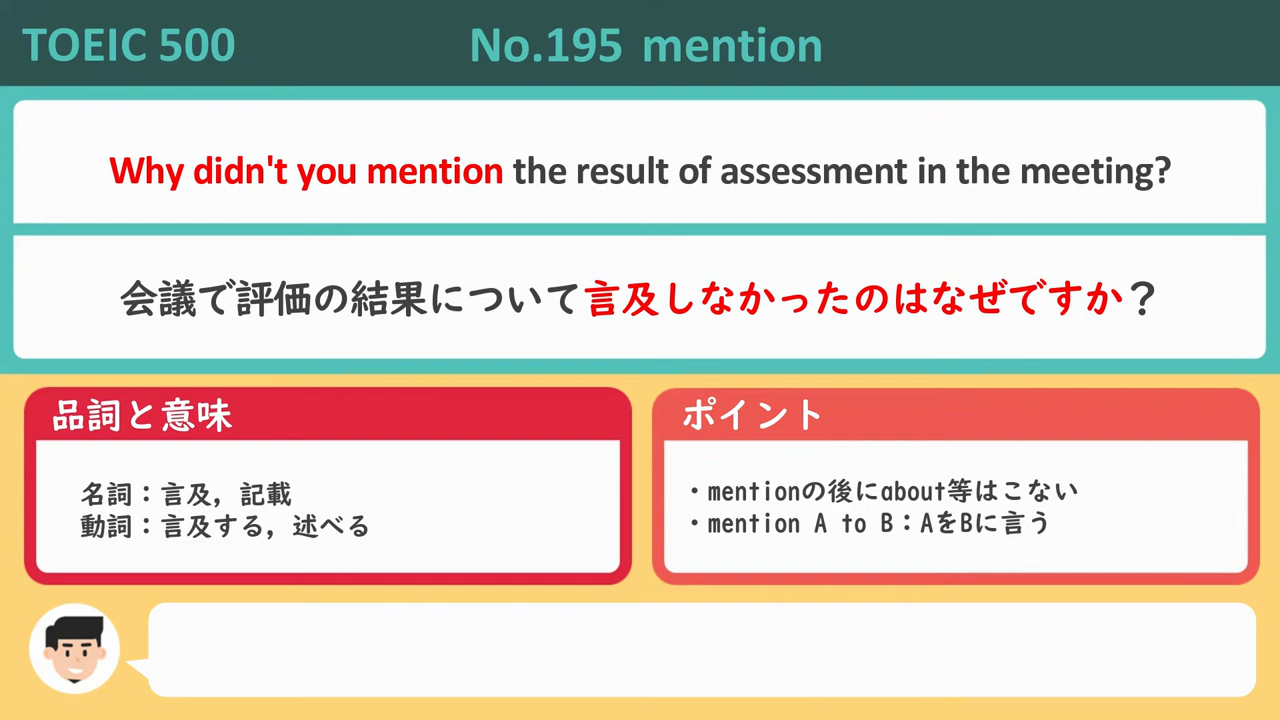 TOEIC 500 No.195 mention
Why didn't you mention the result of assessment in the meeting?
会議で評価の結果について言及しなかったのはなぜですか？
品詞と意味
名詞：言及，記載
動詞：言及する，述べる
ポイント
・mentionの後にabout等はこない
・mention A to B：AをBに言う